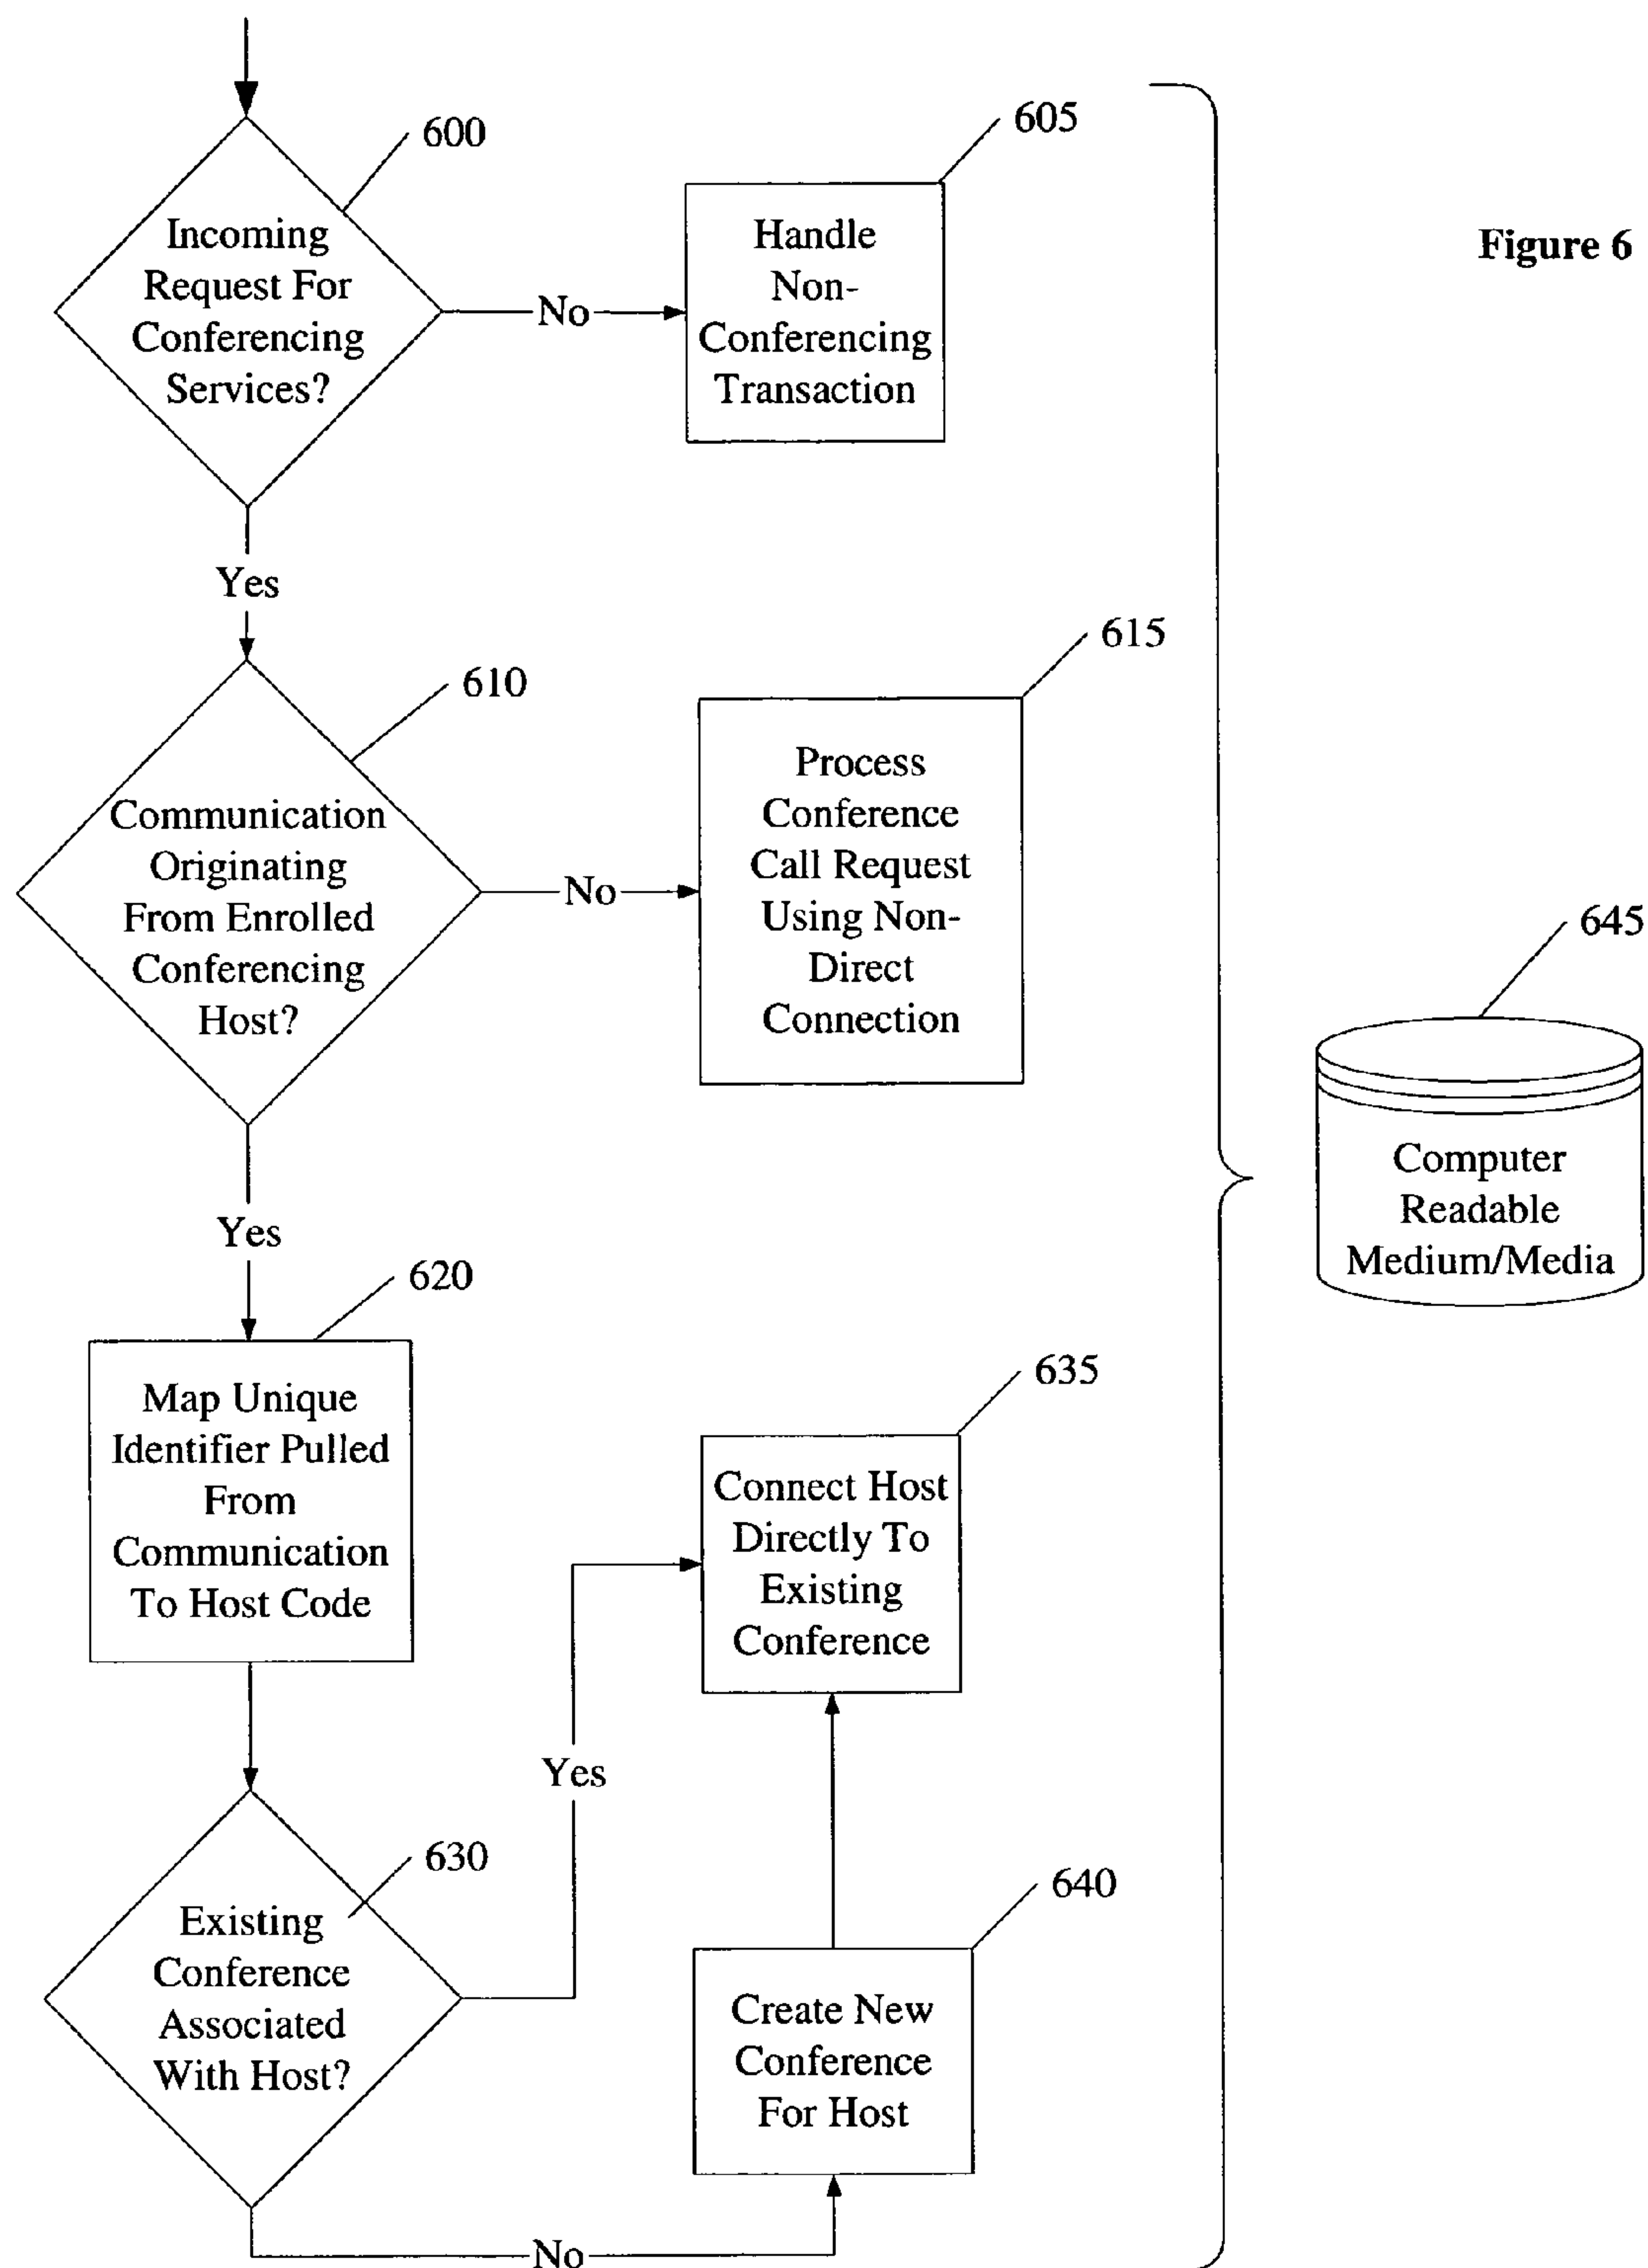 600
Incoming
Request For
Conferencing
Services?
No
605
Handle
Non-
Conferencing
Transaction
Figure 6
Yes
610
Communication
Originating
From Enrolled
Conferencing
Host?
No
615
Process
Conference
Call Request
Using Non-
Direct
Connection
645
Computer
Readable
Medium/Media
Yes
620
Map Unique
Identifier Pulled
From
Communication
To Host Code
635
Connect Host
Directly To
Existing
Conference
Yes
630
Existing
Conference
Associated
With Host?
640
Create New
Conference
For Host
No